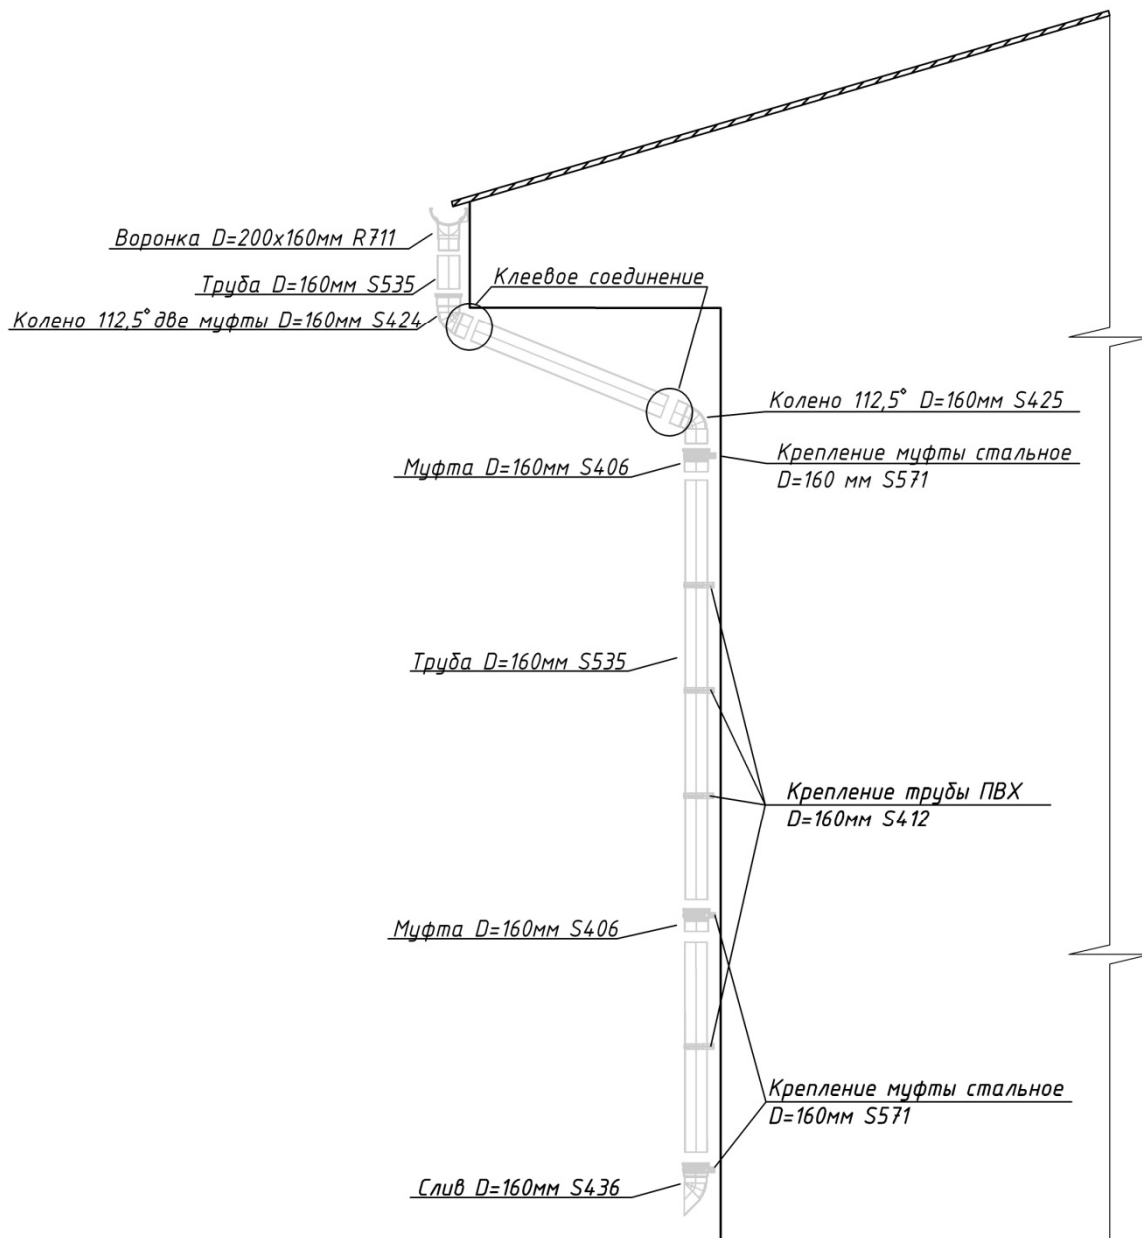 Воронка D=200х160мм R711
Труба D=160мм S535
Клеевое соединение
Колено 112,5° две муфты D=160мм S424
Колено 112,5° D=160мм S425
Муфта D=160мм S406
Крепление муфты стальное
D=160 мм S571
Труба D=160мм S535
Крепление трубы ПВХ
D=160мм S412
Муфта D=160мм S406
Крепление муфты стальное
D=160мм S571
Слив D=160мм S436